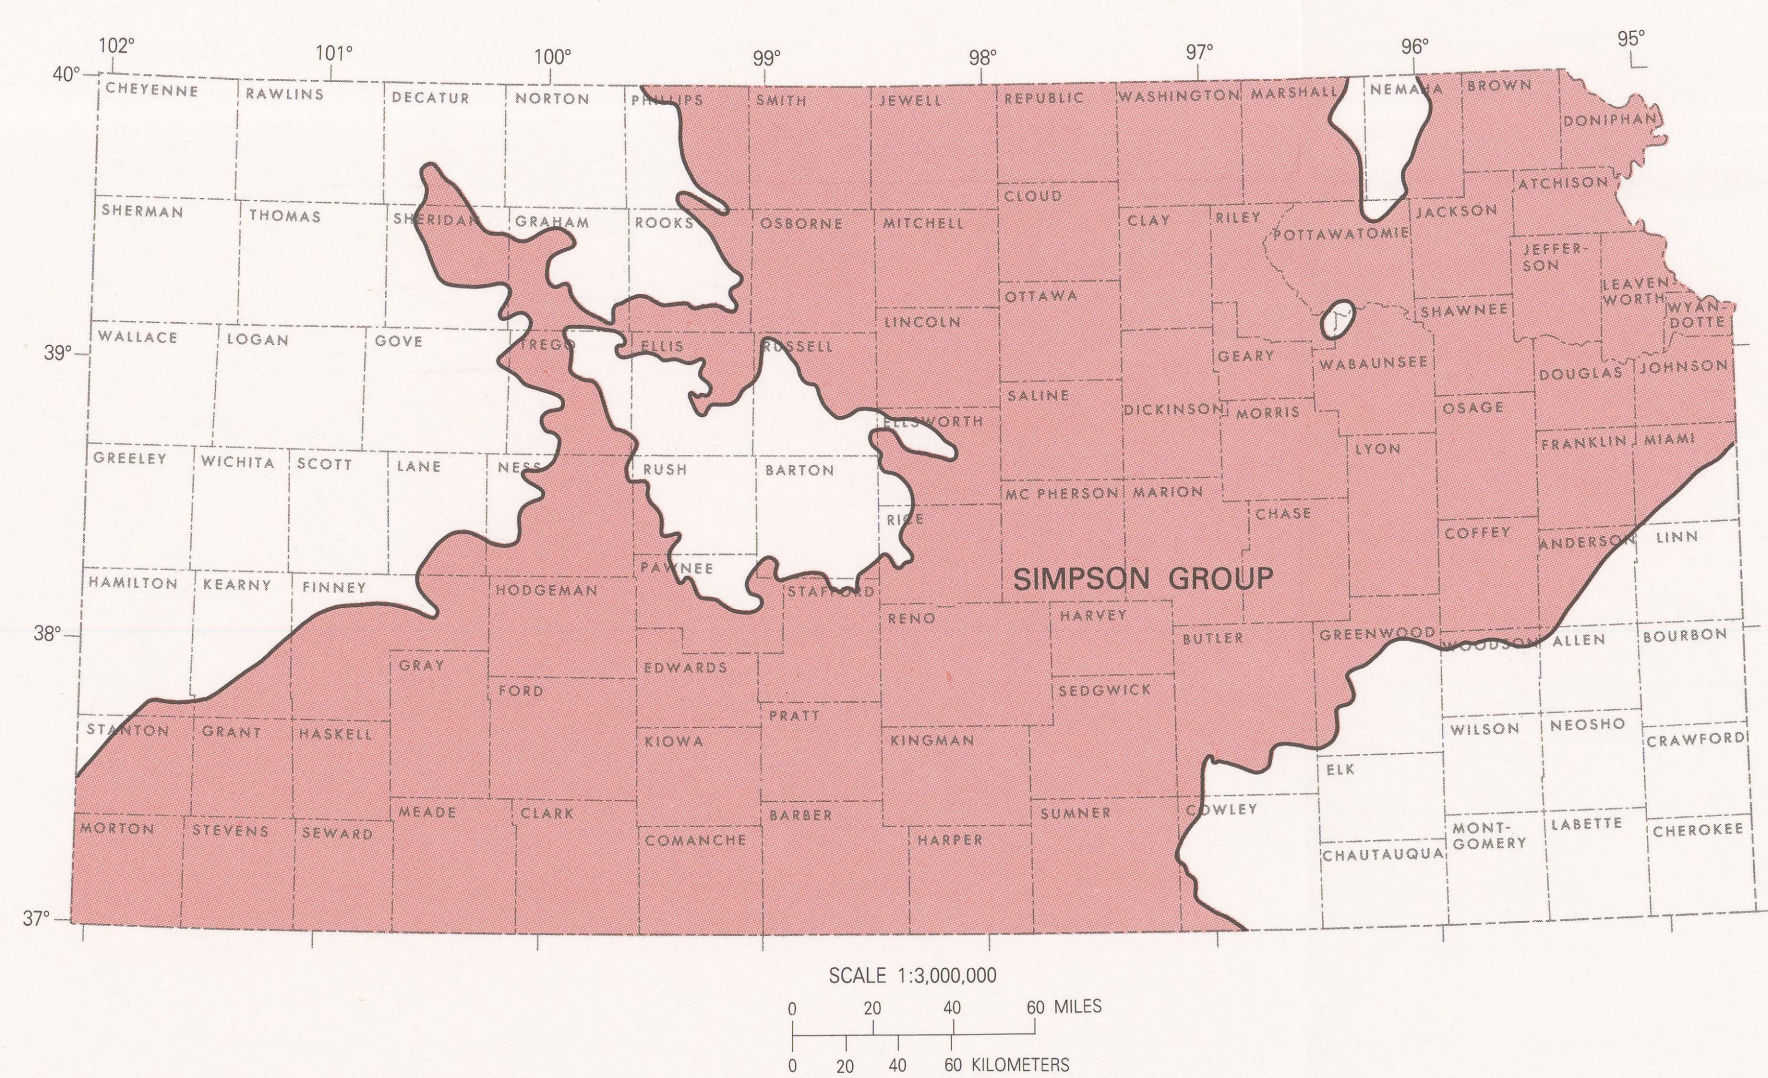 102° 101° 100° 99° 98° 97° 96° 95°
40°
CHEYENNE RAWLINS DECATUR NORTON PHILLIPS SMITH JEWELL REPUBLIC WASHINGTON MARSHALL NEMAHA BROWN
DONIPHAN
ATCHISON
CLOUD
SHERMAN THOMAS SHERIDAN GRAHAM ROOKS OSBORNE MITCHELL CLAY RILEY POTTAWATOMIE JACKSON
JEFFER-
SON
LEAVEN-
WORTH
WYAN-
DOTTE
OTTAWA
SHAWNEE
LINCOLN
39°
WALLACE LOGAN GOVE TREGO ELLIS RUSSELL GEARY WABAUNSEE DOUGLAS JOHNSON
SALINE
DICKINSON MORRIS OSAGE
ELLSWORTH
FRANKLIN MIAMI
LYON
GREELEY WICHITA SCOTT LANE NESS RUSH BARTON
MC PHERSON MARION
RICE
CHASE
COFFEY
ANDERSON LINN
PAWNEE
SIMPSON GROUP
HAMILTON KEARNY FINNEY HODGEMAN STAFFORD
RENO HARVEY
38°
BUTLER GREENWOOD WOODSON ALLEN BOURBON
GRAY EDWARDS
FORD SEDGWICK
PRATT
STANTON GRANT HASKELL KIOWA KINGMAN
WILSON NEOSHO
CRAWFORD
ELK
MEADE CLARK BARBER SUMNER COWLEY
MORTON STEVENS SEWARD COMANCHE HARPER
MONT-
GOMERY
LABETTE
CHEROKEE
CHAUTAUQUA
37°
SCALE 1:3,000,000
0 20 40 60 MILES
0 20 40 60 KILOMETERS